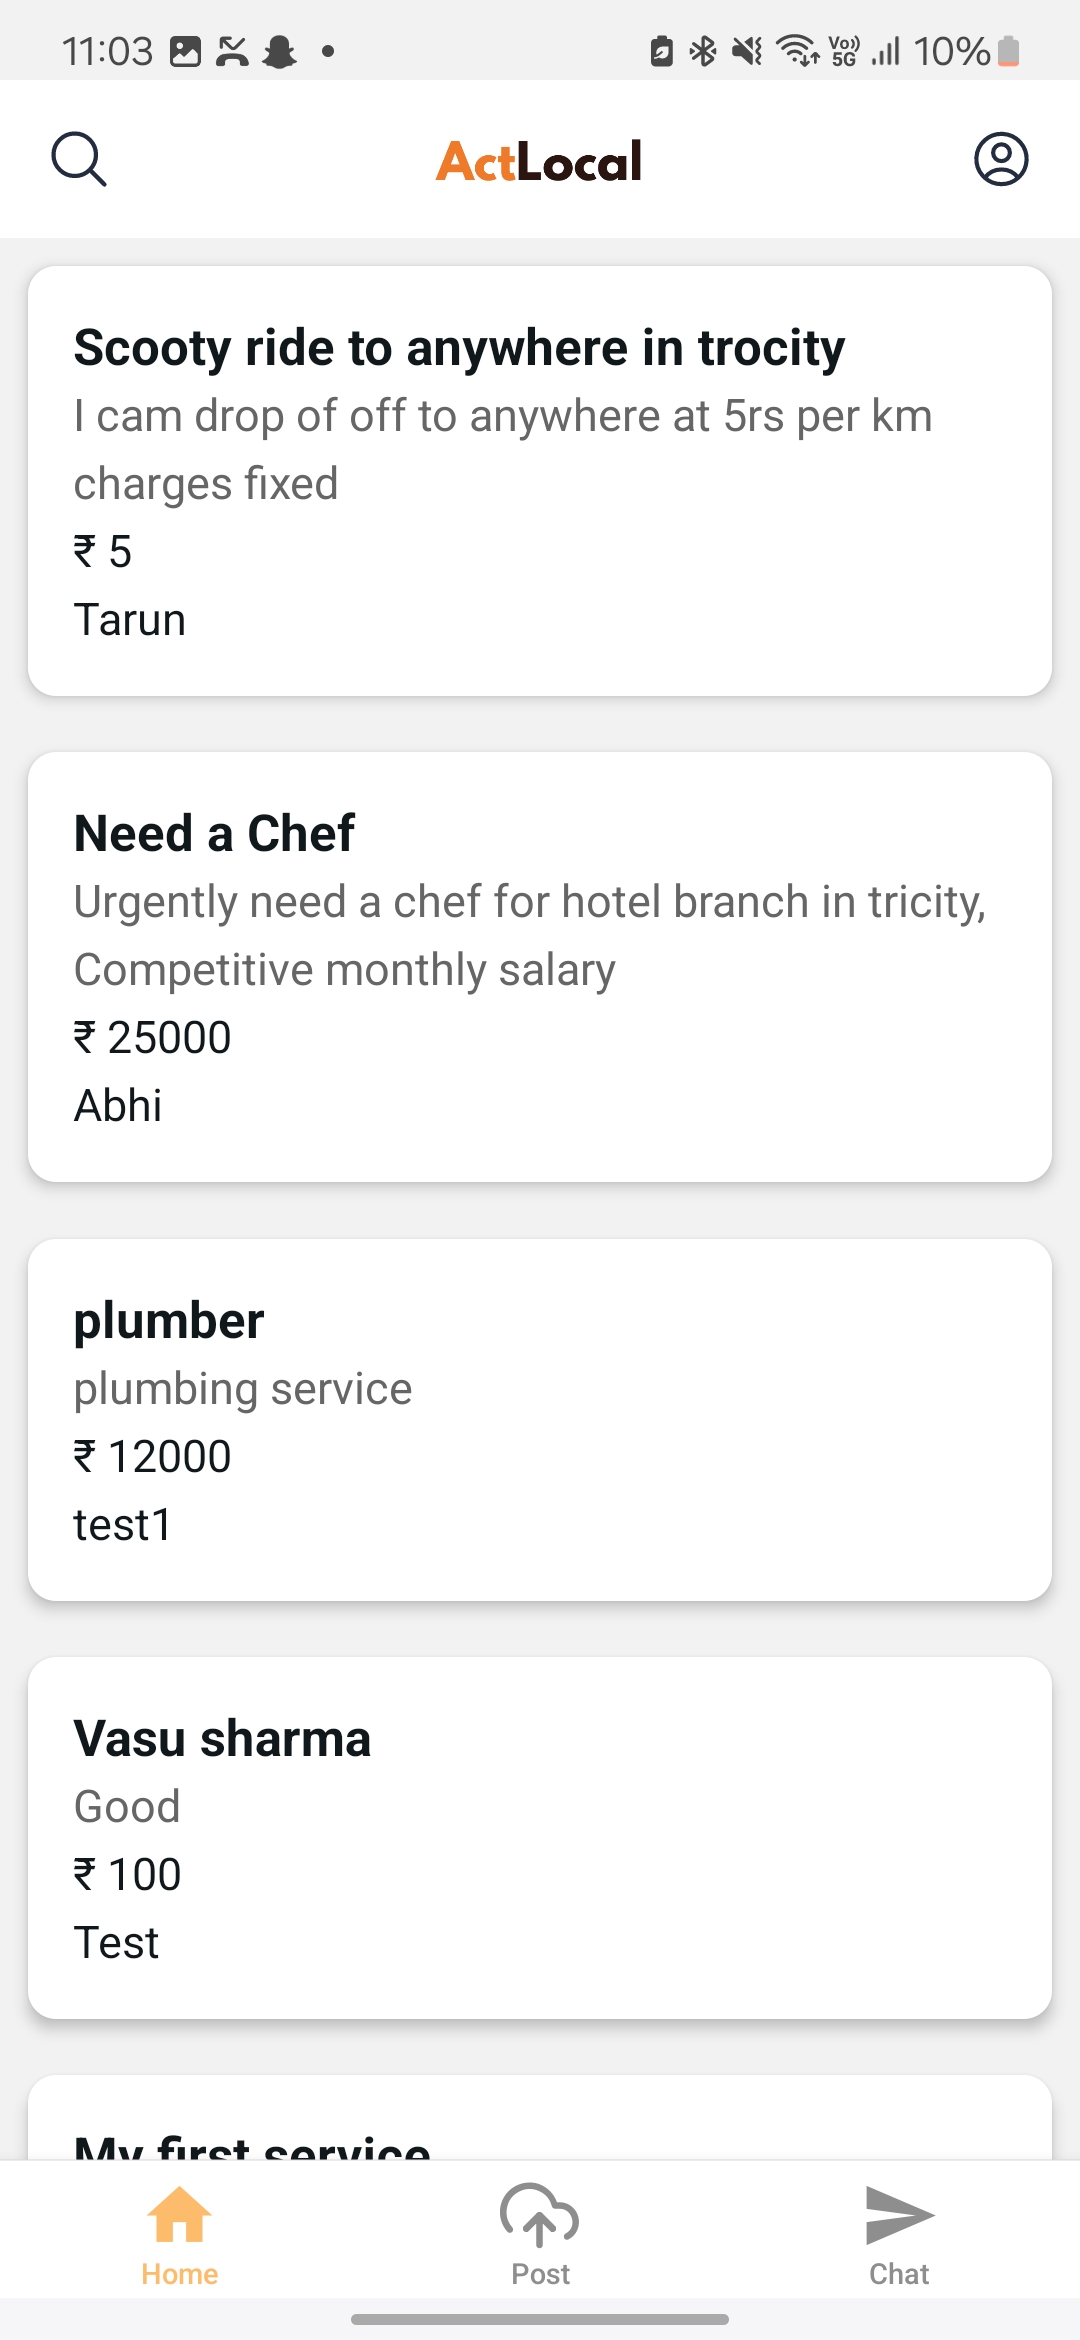 11:03
Vo)) 5G 10%
ActLocal
Scooty ride to anywhere in trocity
I cam drop of off to anywhere at 5rs per km
charges fixed
₹ 5
Tarun
Need a Chef
Urgently need a chef for hotel branch in tricity,
Competitive monthly salary
₹ 25000
Abhi
plumber
plumbing service
₹ 12000
test1
Vasu sharma
Good
₹ 100
Test
My first service
Home
Post
Chat